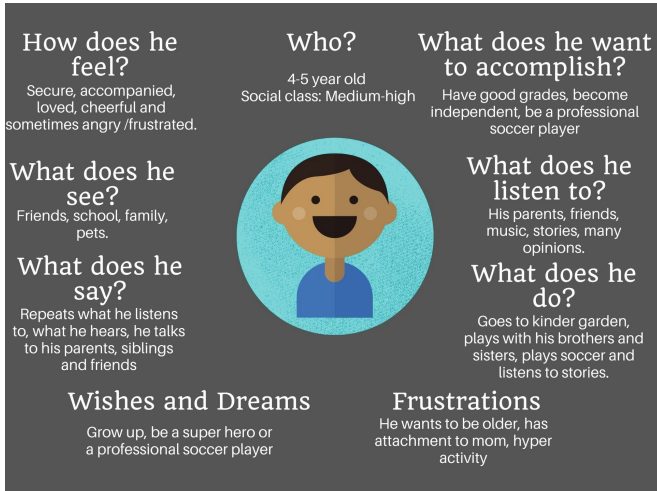 How does he
feel?
Secure, accompanied,
loved, cheerful and
sometimes angry /frustrated.
Who?
4-5 year old
Social class: Medium-high
What does he want
to accomplish?
Have good grades, become
independent, be a professional
soccer player
What does he
see?
Friends, school, family,
pets.
What does he
listen to?
His parents, friends,
music, stories, many
opinions.
What does he
say?
Repeats what he listens
to, what he hears, he talks
to his parents, siblings
and friends
What does he
do?
Goes to kinder garden,
plays with his brothers and
sisters, plays soccer and
listens to stories.
Wishes and Dreams
Grow up, be a super hero or
a professional soccer player
Frustrations
He wants to be older, has
attachment to mom, hyper
activity